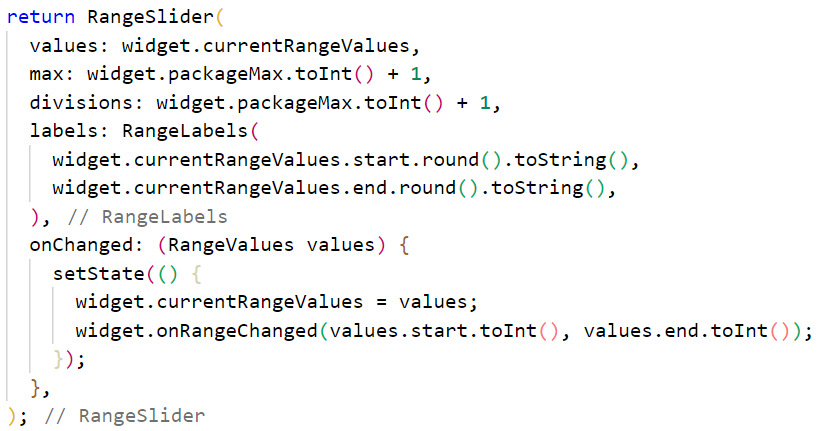 return RangeSlider(
  values: widget.currentRangeValues,
  max: widget.packageMax.toInt() + 1,
  divisions: widget.packageMax.toInt() + 1,
  labels: RangeLabels(
    widget.currentRangeValues.start.round().toString(),
    widget.currentRangeValues.end.round().toString(),
  ), // RangeLabels
  onChanged: (RangeValues values) {
    setState(() {
      widget.currentRangeValues = values;
      widget.onRangeChanged(values.start.toInt(), values.end.toInt());
    });
  },
); // RangeSlider